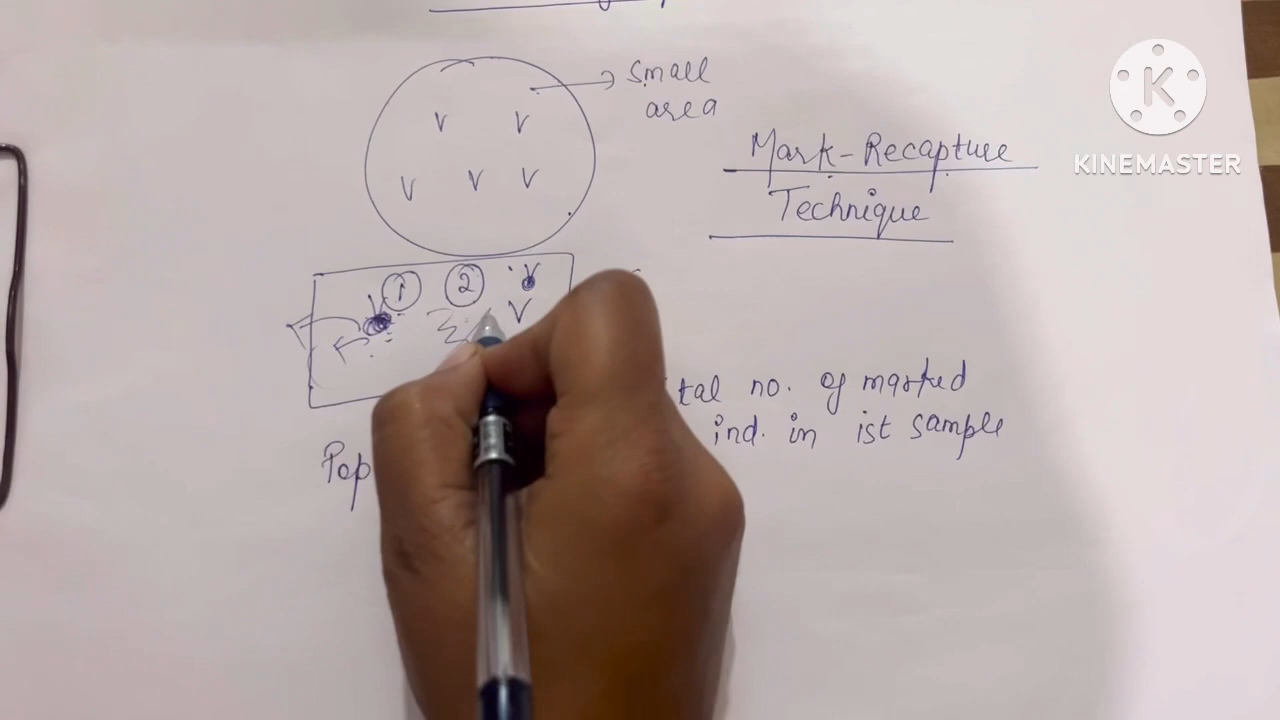 small
area
Mark-Recapture
Technique
V V
V V V
1 2 V
V V
tal no. of marked
ind. in ist sample
Pop
K
KINEMASTER